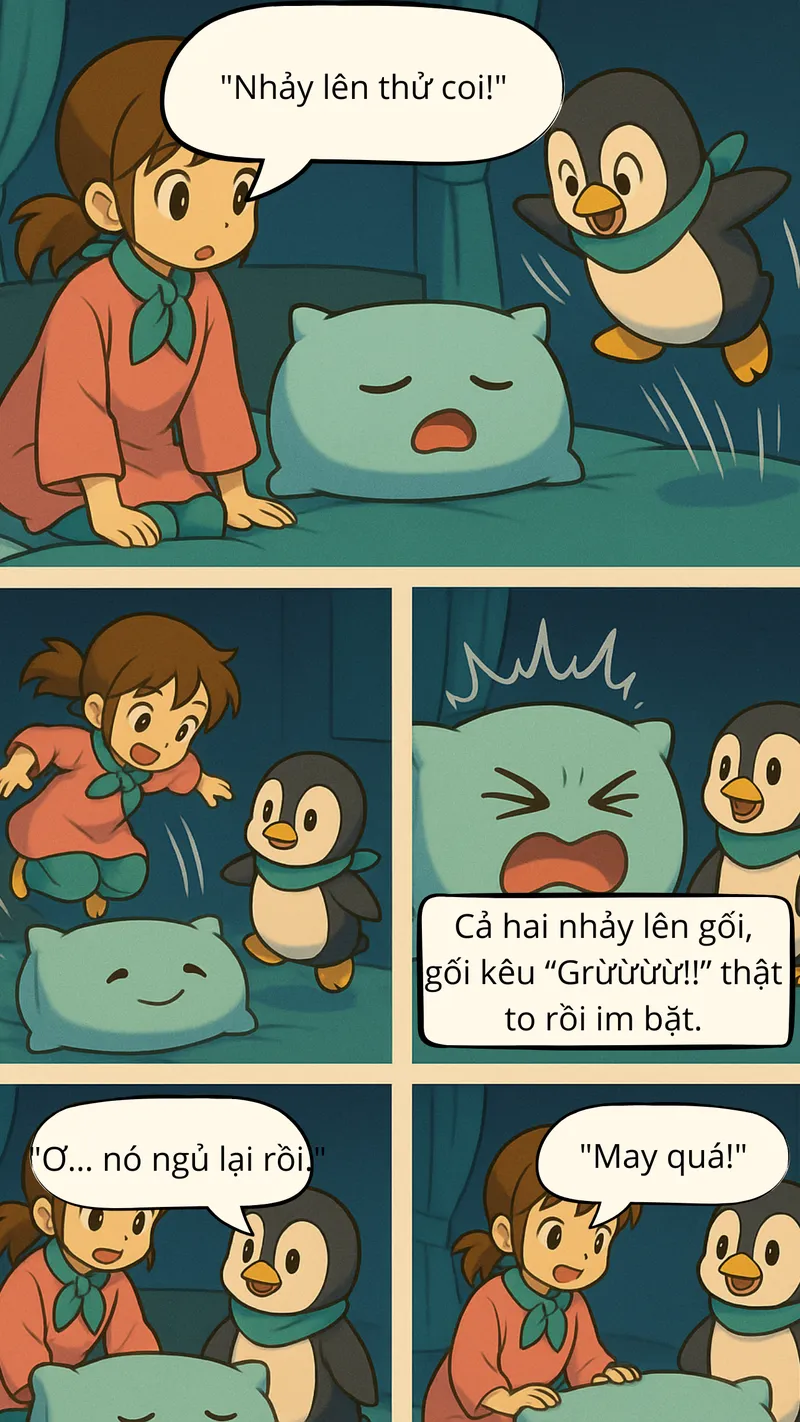 "Nhảy lên thử coi!"
Cả hai nhảy lên gối,
gối kêu “Grừừừừ!!” thật
to rồi im bặt.
"Ơ... nó ngủ lại rồi."
"May quá!"